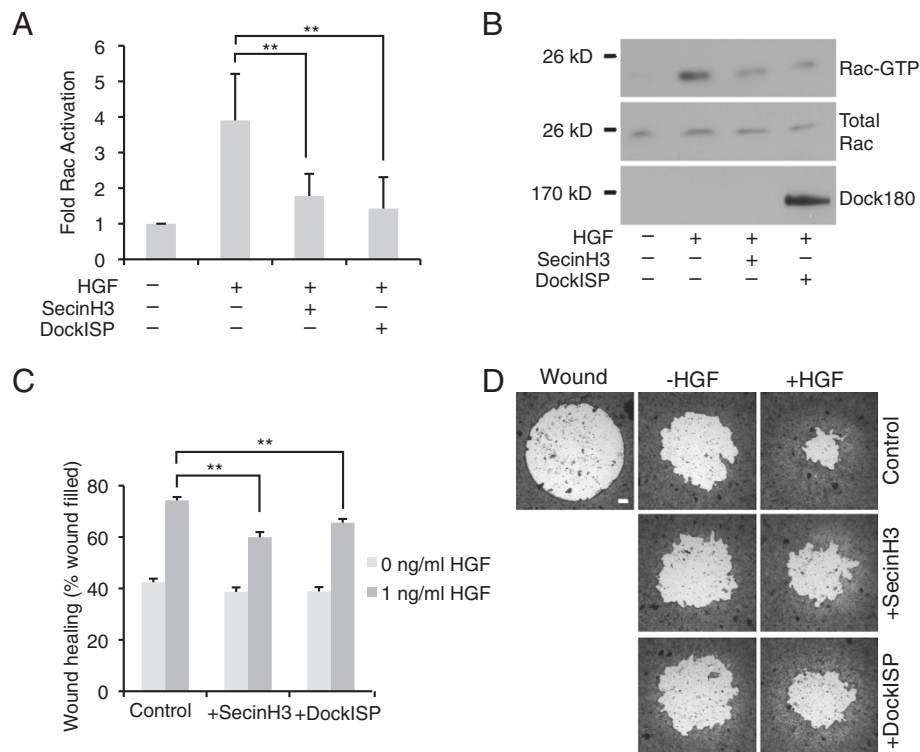 A
Fold Rac Activation
6
5
4
3
2
1
0
**
**
HGF − + + +
SecinH3 − − + −
DockISP − − − +
B
26 kD
Rac-GTP
26 kD
Total
Rac
170 kD
Dock180
HGF − + + +
SecinH3 − − + −
DockISP − − − +
C
Wound healing (% wound filled)
80
60
40
20
0
**
**
0 ng/ml HGF
1 ng/ml HGF
Control +SecinH3 +DockISP
D
Wound -HGF +HGF
Control
+SecinH3
+DockISP